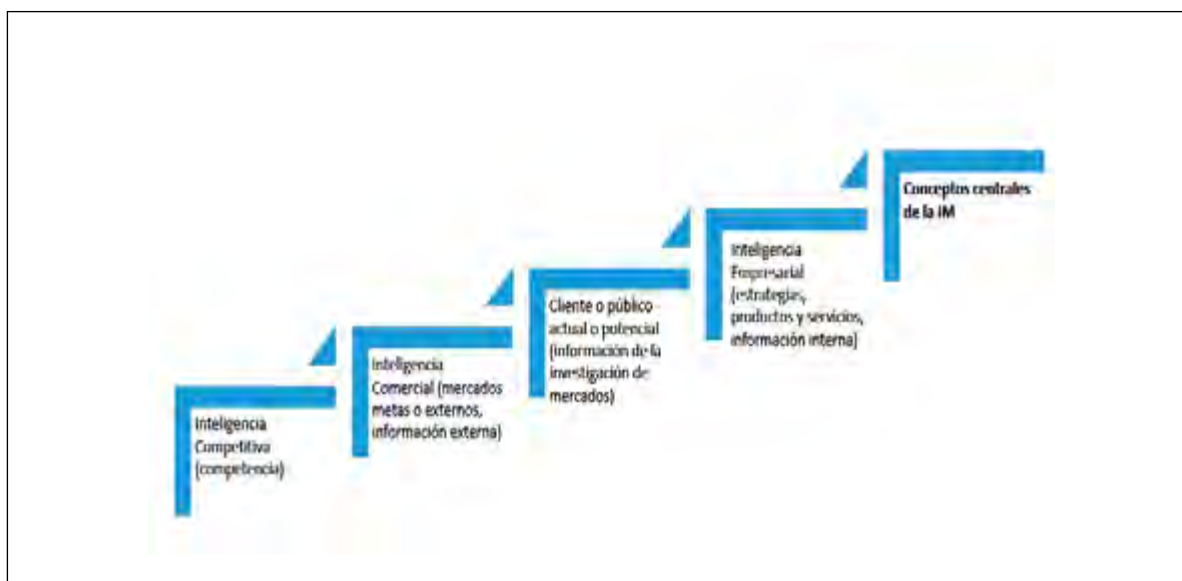 Inteligencia
Competitiva
(competencia)
Inteligencia
Comercial (mercados
metas o externos,
información externa)
Cliente o público
actual o potencial
(información de la
investigación de
mercados)
Inteligencia
Empresarial
(estrategias,
productos y servicios,
información interna)
Conceptos centrales
de la IM